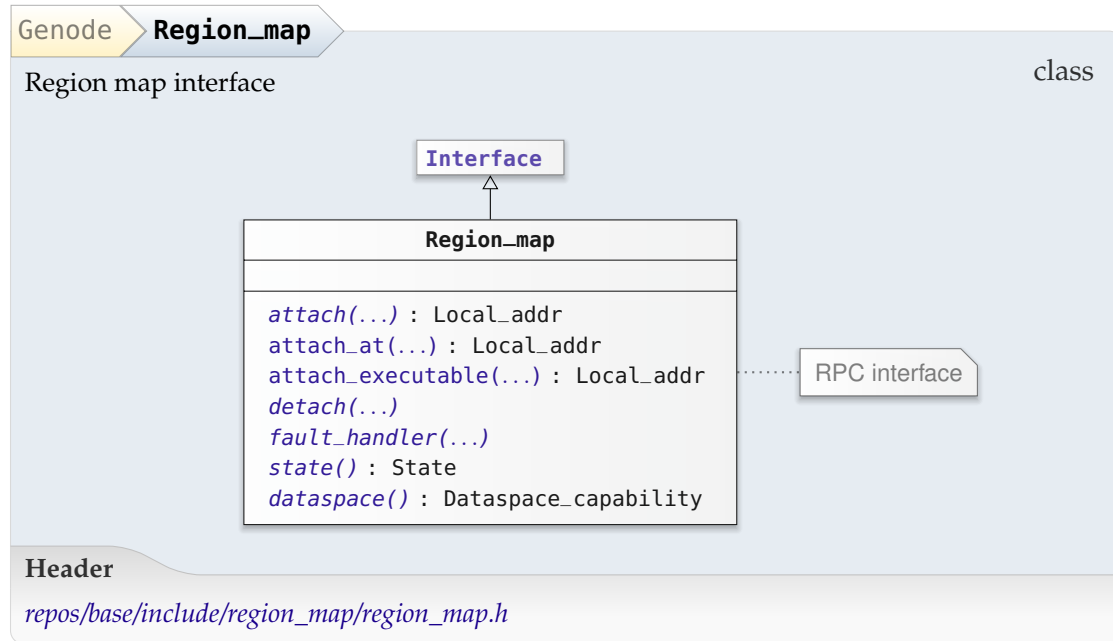 Genode Region_map
class
Region map interface
Interface
Region_map
attach(...) : Local_addr
attach_at(...) : Local_addr
attach_executable(...) : Local_addr
RPC interface
detach(...)
fault_handler(...)
state() : State
dataspace() : Dataspace_capability
Header
repos/base/include/region_map/region_map.h